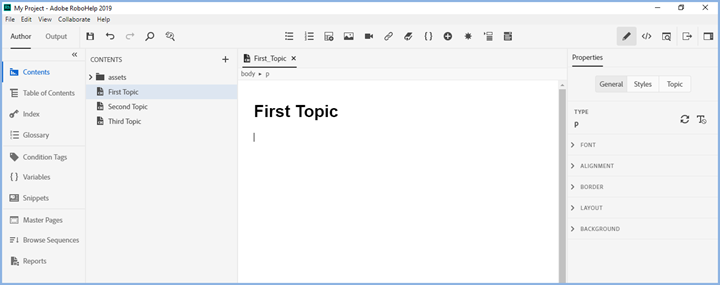 My Project - Adobe RoboHelp 2019
File Edit View Collaborate Help
Author Output
Contents
Table of Contents
Index
Glossary
Condition Tags
{ } Variables
Snippets
Master Pages
Browse Sequences
Reports
CONTENTS +
assets
First Topic
Second Topic
Third Topic
First_Topic
body ▸ p
First Topic
Properties
General Styles Topic
TYPE
p
FONT
ALIGNMENT
BORDER
LAYOUT
BACKGROUND